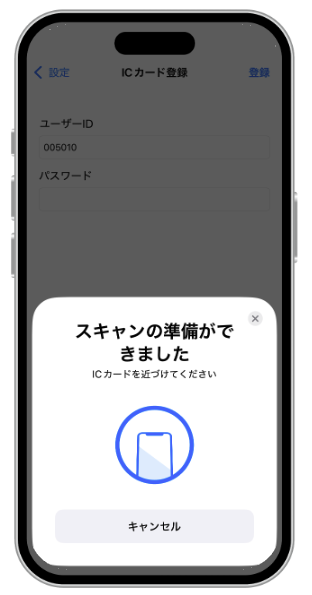 設定
ICカード登録
登録
ユーザーID
005010
パスワード
スキャンの準備がで
きました
ICカードを近づけてください
キャンセル